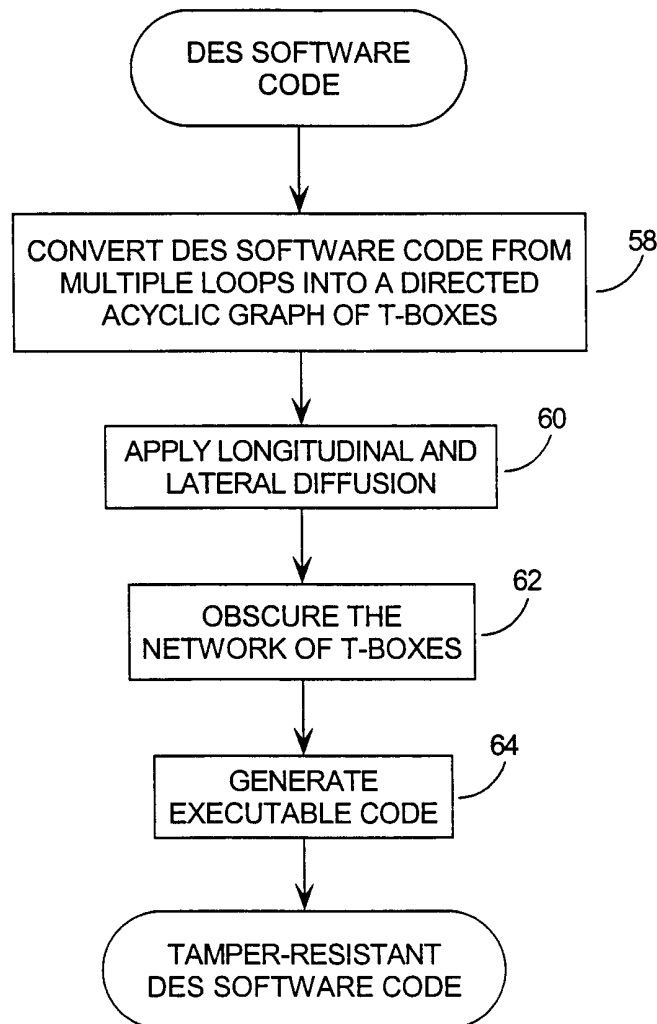 DES SOFTWARE
CODE
CONVERT DES SOFTWARE CODE FROM
MULTIPLE LOOPS INTO A DIRECTED
ACYCLIC GRAPH OF T-BOXES
58
APPLY LONGITUDINAL AND
LATERAL DIFFUSION
60
OBSCURE THE
NETWORK OF T-BOXES
62
GENERATE
EXECUTABLE CODE
64
TAMPER-RESISTANT
DES SOFTWARE CODE